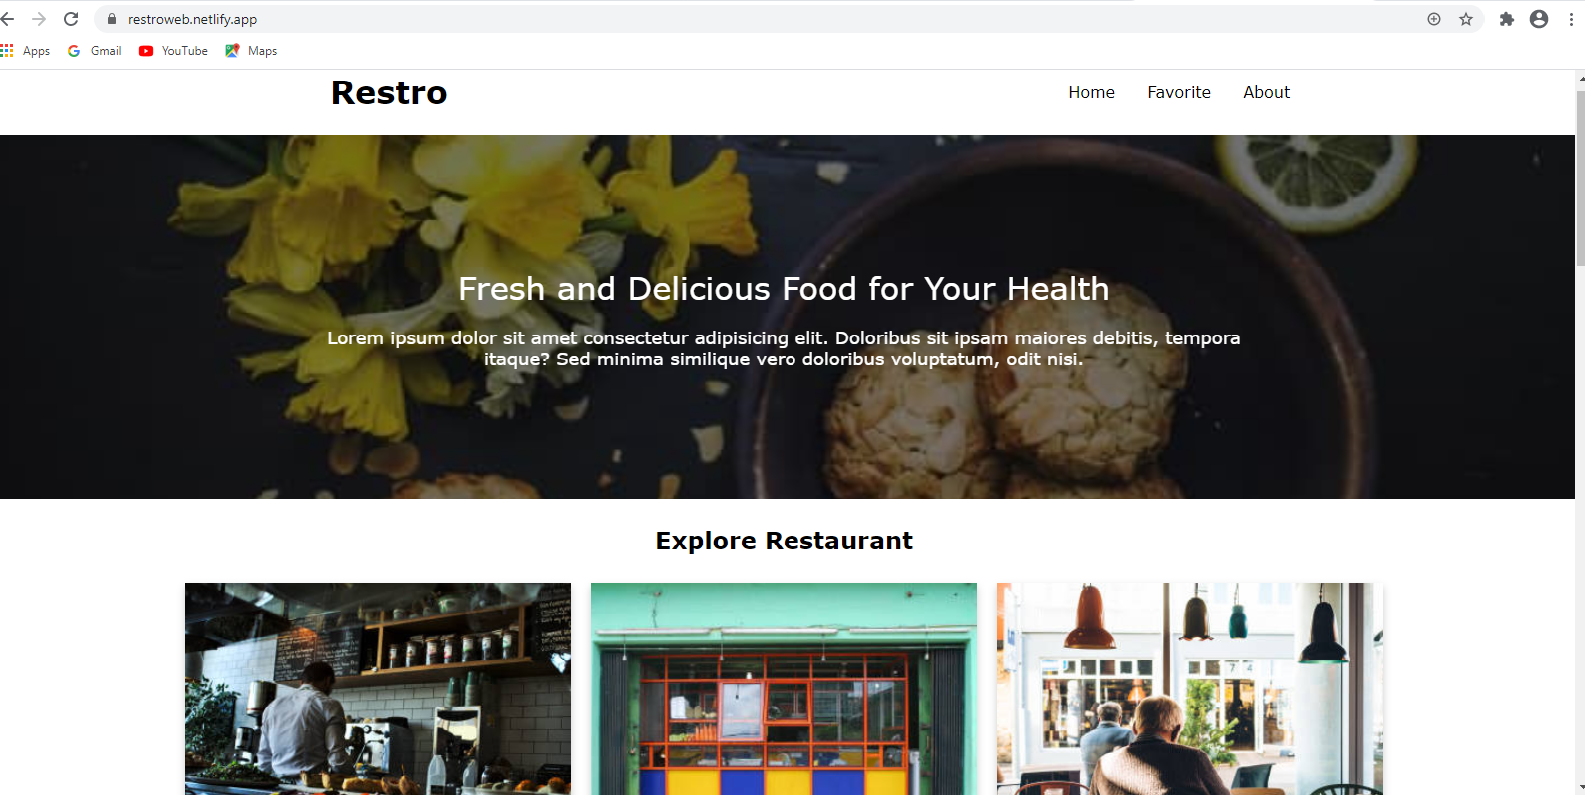 restroweb.netlify.app
Apps Gmail YouTube Maps
Restro
Home Favorite About
Fresh and Delicious Food for Your Health
Lorem ipsum dolor sit amet consectetur adipisicing elit. Doloribus sit ipsam maiores debitis, tempora
itaque? Sed minima similique vero doloribus voluptatum, odit nisi.
Explore Restaurant